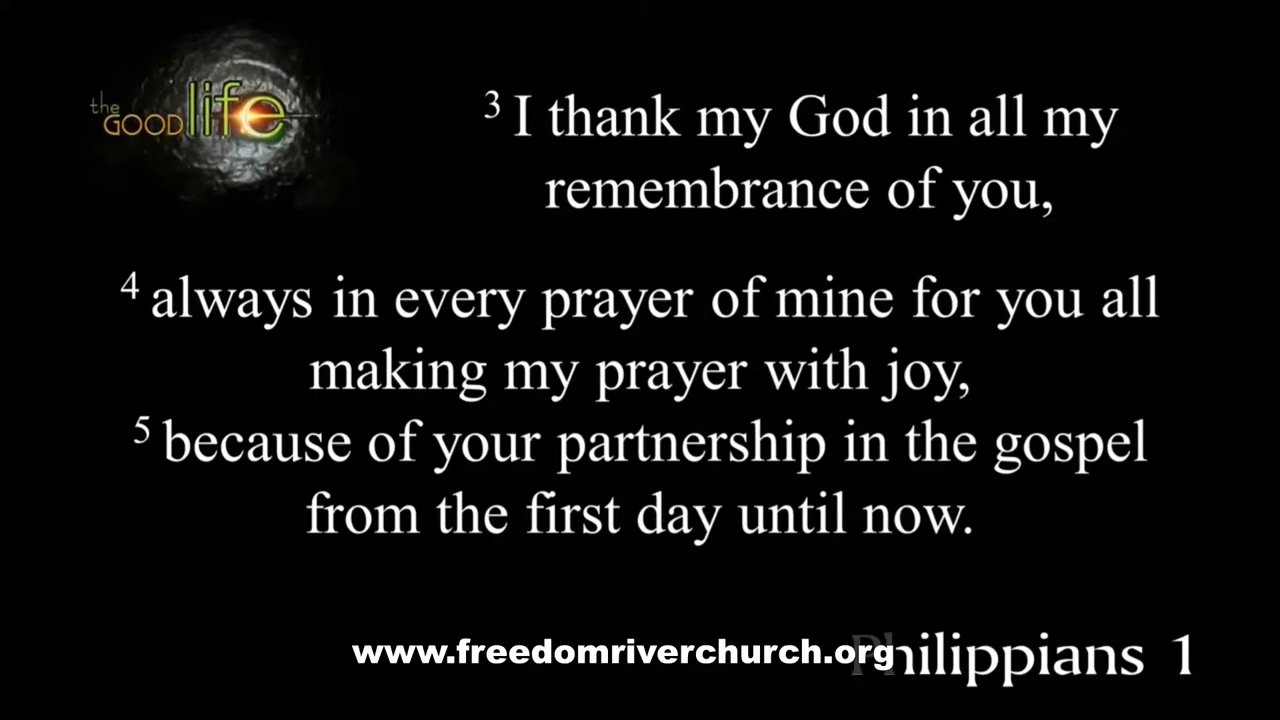 the
GOOD life
3 I thank my God in all my
remembrance of you,
4 always in every prayer of mine for you all
making my prayer with joy,
5 because of your partnership in the gospel
from the first day until now.
www.freedomriverchurch.org
Philippians 1